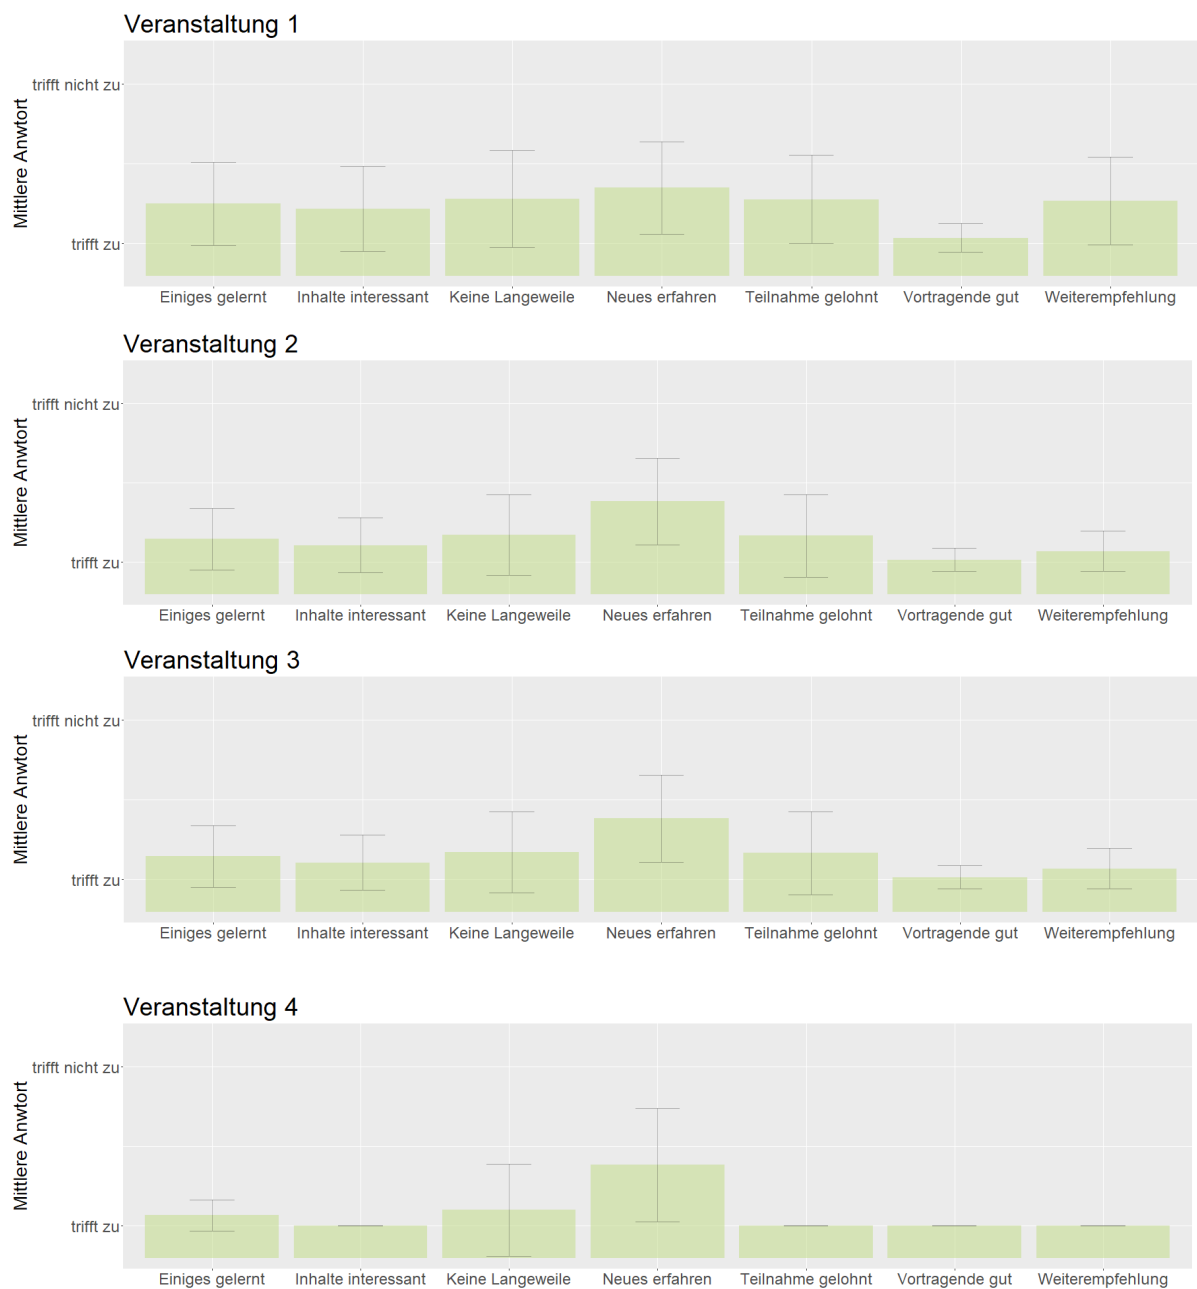 Veranstaltung 1
Mittlere Anwtort
trifft nicht zu
trifft zu
Einiges gelernt Inhalte interessant Keine Langeweile Neues erfahren Teilnahme gelohnt Vortragende gut Weiterempfehlung
Veranstaltung 2
Mittlere Anwtort
trifft nicht zu
trifft zu
Einiges gelernt Inhalte interessant Keine Langeweile Neues erfahren Teilnahme gelohnt Vortragende gut Weiterempfehlung
Veranstaltung 3
Mittlere Anwtort
trifft nicht zu
trifft zu
Einiges gelernt Inhalte interessant Keine Langeweile Neues erfahren Teilnahme gelohnt Vortragende gut Weiterempfehlung
Veranstaltung 4
Mittlere Anwtort
trifft nicht zu
trifft zu
Einiges gelernt Inhalte interessant Keine Langeweile Neues erfahren Teilnahme gelohnt Vortragende gut Weiterempfehlung